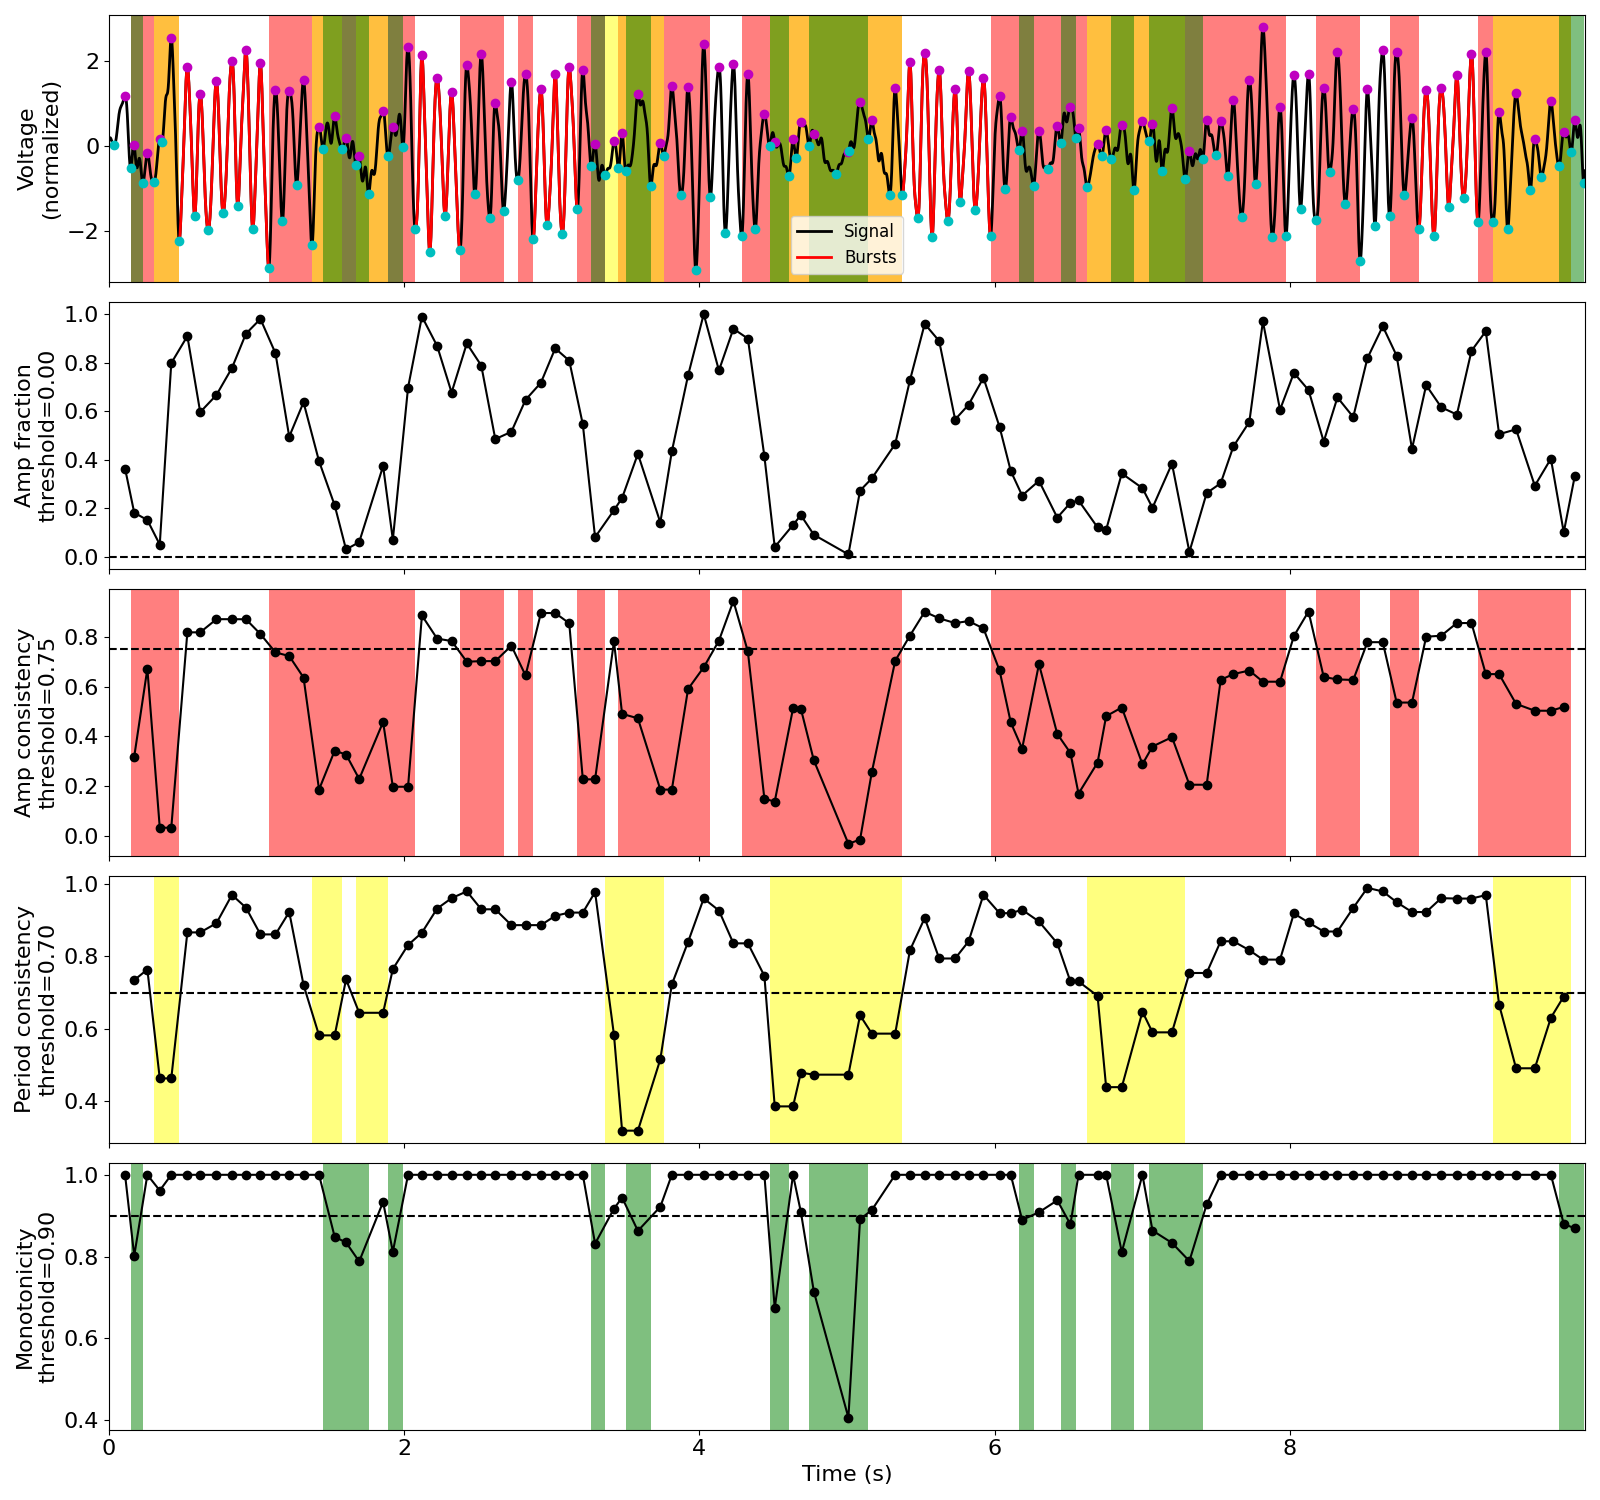 Voltage
(normalized)
2
0
−2
Signal
Bursts
Amp fraction
threshold=0.00
1.0
0.8
0.6
0.4
0.2
0.0
Amp consistency
threshold=0.75
0.8
0.6
0.4
0.2
0.0
Period consistency
threshold=0.70
1.0
0.8
0.6
0.4
Monotonicity
threshold=0.90
1.0
0.8
0.6
0.4
0
2
4
6
8
Time (s)